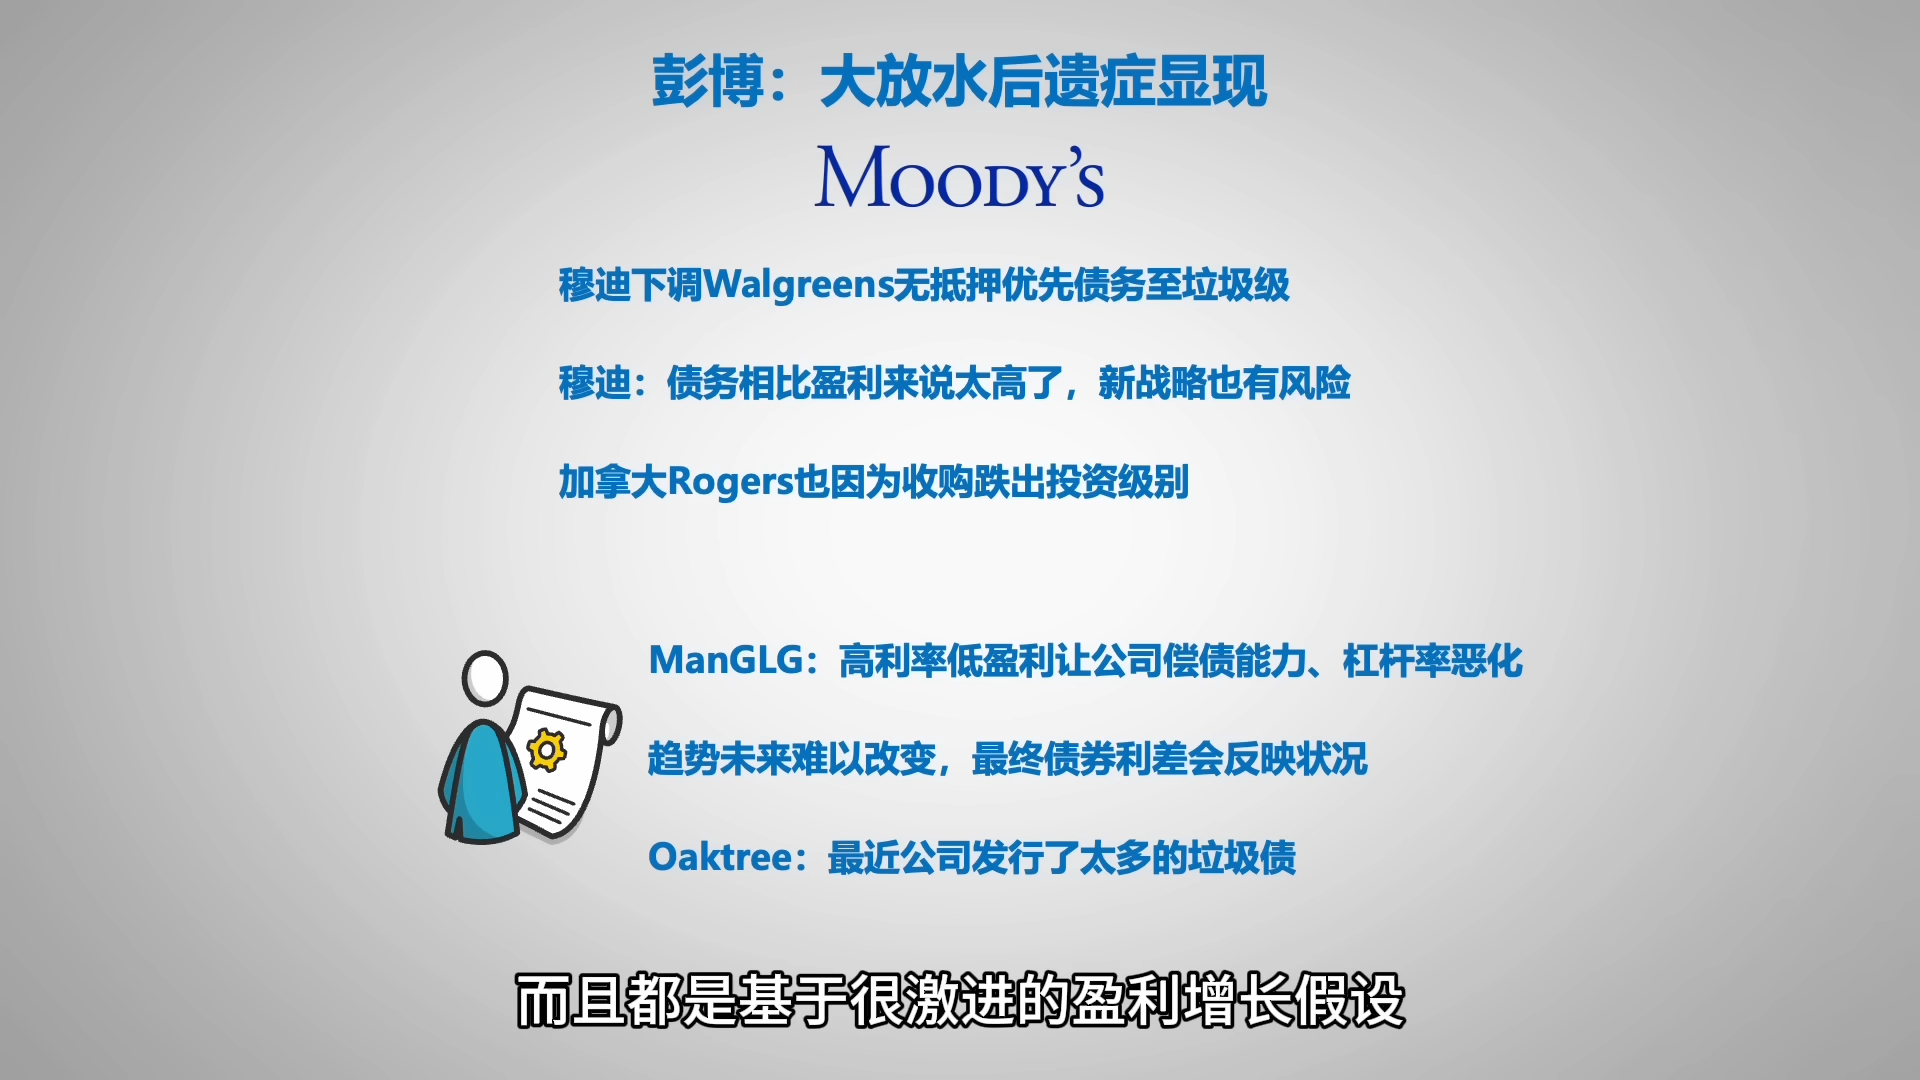 彭博：大放水后遗症显现
MOODY'S
穆迪下调Walgreens无抵押优先债务至垃圾级
穆迪：债务相比盈利来说太高了，新战略也有风险
加拿大Rogers也因为收购跌出投资级别
ManGLG：高利率低盈利让公司偿债能力、杠杆率恶化
趋势未来难以改变，最终债券利差会反映状况
Oaktree：最近公司发行了太多的垃圾债
而且都是基于很激进的盈利增长假设